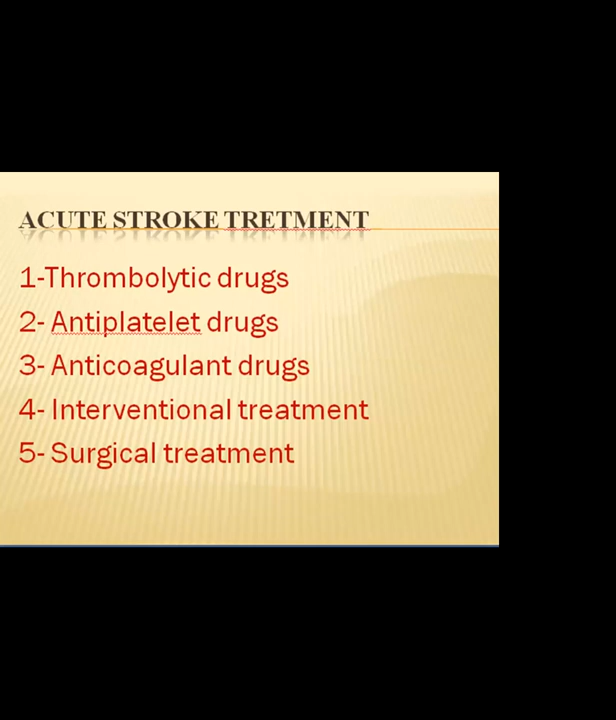 ACUTE STROKE TRETMENT
1-Thrombolytic drugs
2- Antiplatelet drugs
3- Anticoagulant drugs
4- Interventional treatment
5- Surgical treatment